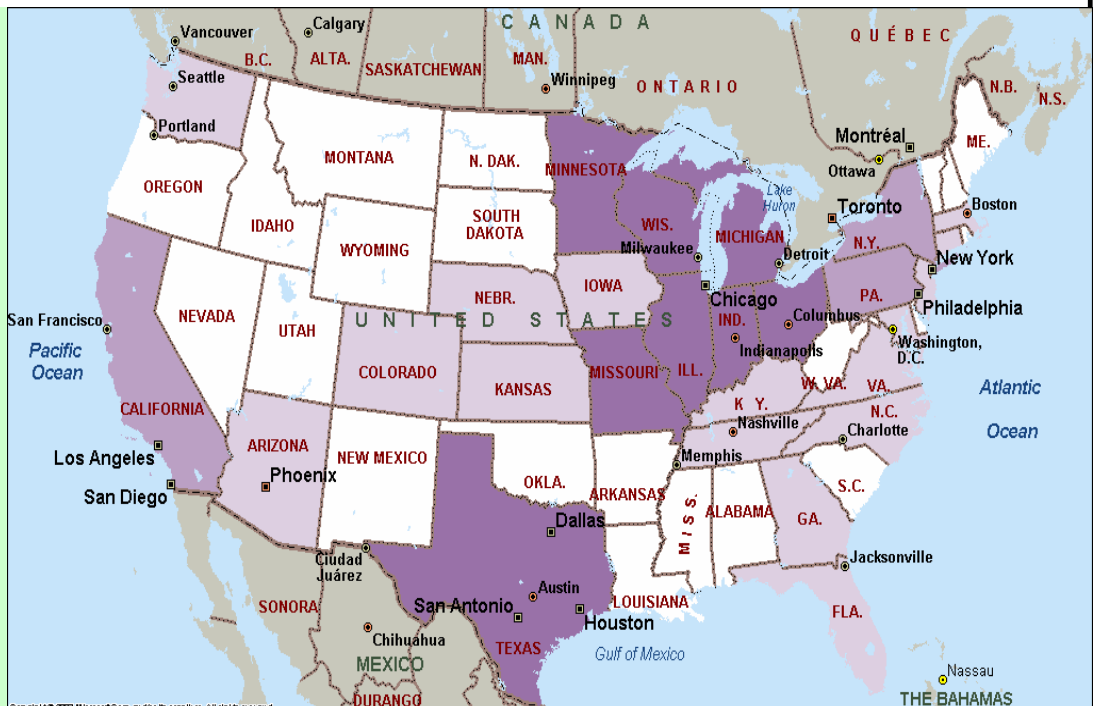 CANADA
Calgary
Vancouver
B.C.
ALTA.
SASKATCHEWAN
MAN.
Winnipeg
ONTARIO
QUÉBEC
N.B.
N.S.
Seattle
Portland
OREGON
MONTANA
IDAHO
WYOMING
N. DAK.
SOUTH
DAKOTA
MINNESOTA
WIS.
Milwaukee
MICHIGAN
Lake
Huron
Detroit
Toronto
Ottawa
Montréal
ME.
Boston
N.Y.
New York
PA.
Philadelphia
Washington,
D.C.
NEBR.
IOWA
Chicago
UNITED STATES
NEVADA
UTAH
COLORADO
KANSAS
MISSOURI
ILL.
IND.
Indianapolis
Columbus
W. VA.
VA.
K Y.
N.C.
Charlotte
Nashville
Memphis
San Francisco
Pacific
Ocean
CALIFORNIA
Los Angeles
San Diego
ARIZONA
Phoenix
NEW MEXICO
OKLA.
ARKANSAS
MISS.
ALABAMA
GA.
S.C.
Atlantic
Ocean
Dallas
Austin
San Antonio
Houston
TEXAS
LOUISIANA
Jacksonville
FLA.
Gulf of Mexico
Ciudad
Juárez
SONORA
Chihuahua
MEXICO
DURANGO
Nassau
THE BAHAMAS